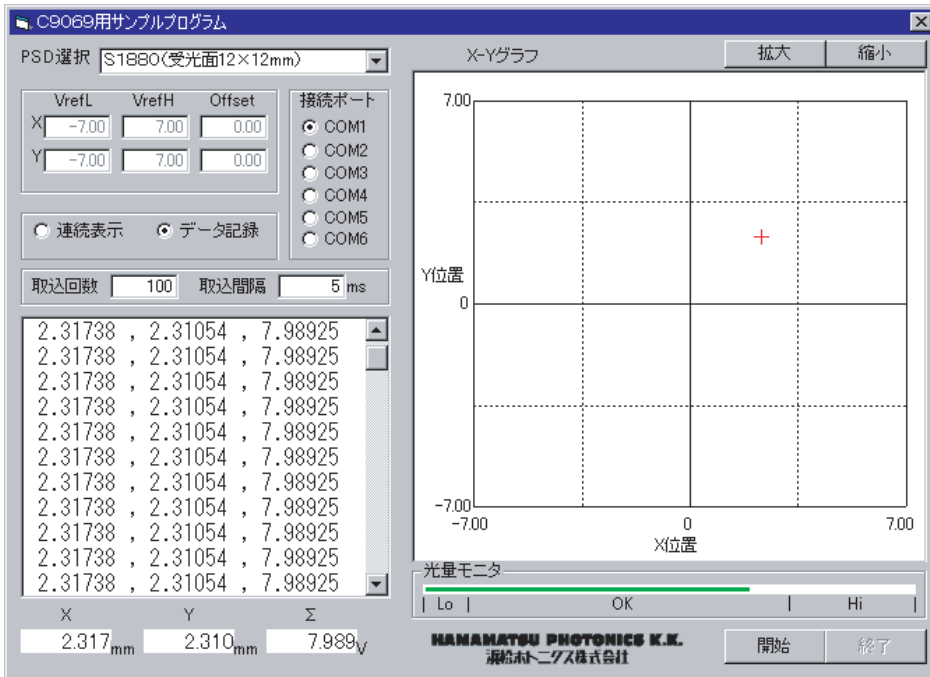 C9069用サンプルプログラム
PSD選択 S1880(受光面12×12mm)
VrefL VrefH Offset
X -7.00 7.00 0.00
Y -7.00 7.00 0.00
接続ポート
COM1
COM2
COM3
COM4
COM5
COM6
連続表示 データ記録
取込回数 100 取込間隔 5 ms
2.31738 , 2.31054 , 7.98925
2.31738 , 2.31054 , 7.98925
2.31738 , 2.31054 , 7.98925
2.31738 , 2.31054 , 7.98925
2.31738 , 2.31054 , 7.98925
2.31738 , 2.31054 , 7.98925
2.31738 , 2.31054 , 7.98925
2.31738 , 2.31054 , 7.98925
2.31738 , 2.31054 , 7.98925
2.31738 , 2.31054 , 7.98925
2.31738 , 2.31054 , 7.98925
X Y Σ
2.317mm 2.310mm 7.989V
X-Yグラフ 拡大 縮小
7.00
Y位置
0
-7.00
-7.00 0 7.00
X位置
光量モニタ
| Lo | OK | Hi |
HAMAMATSU PHOTONICS K.K.
浜松ホトニクス株式会社
開始 終了